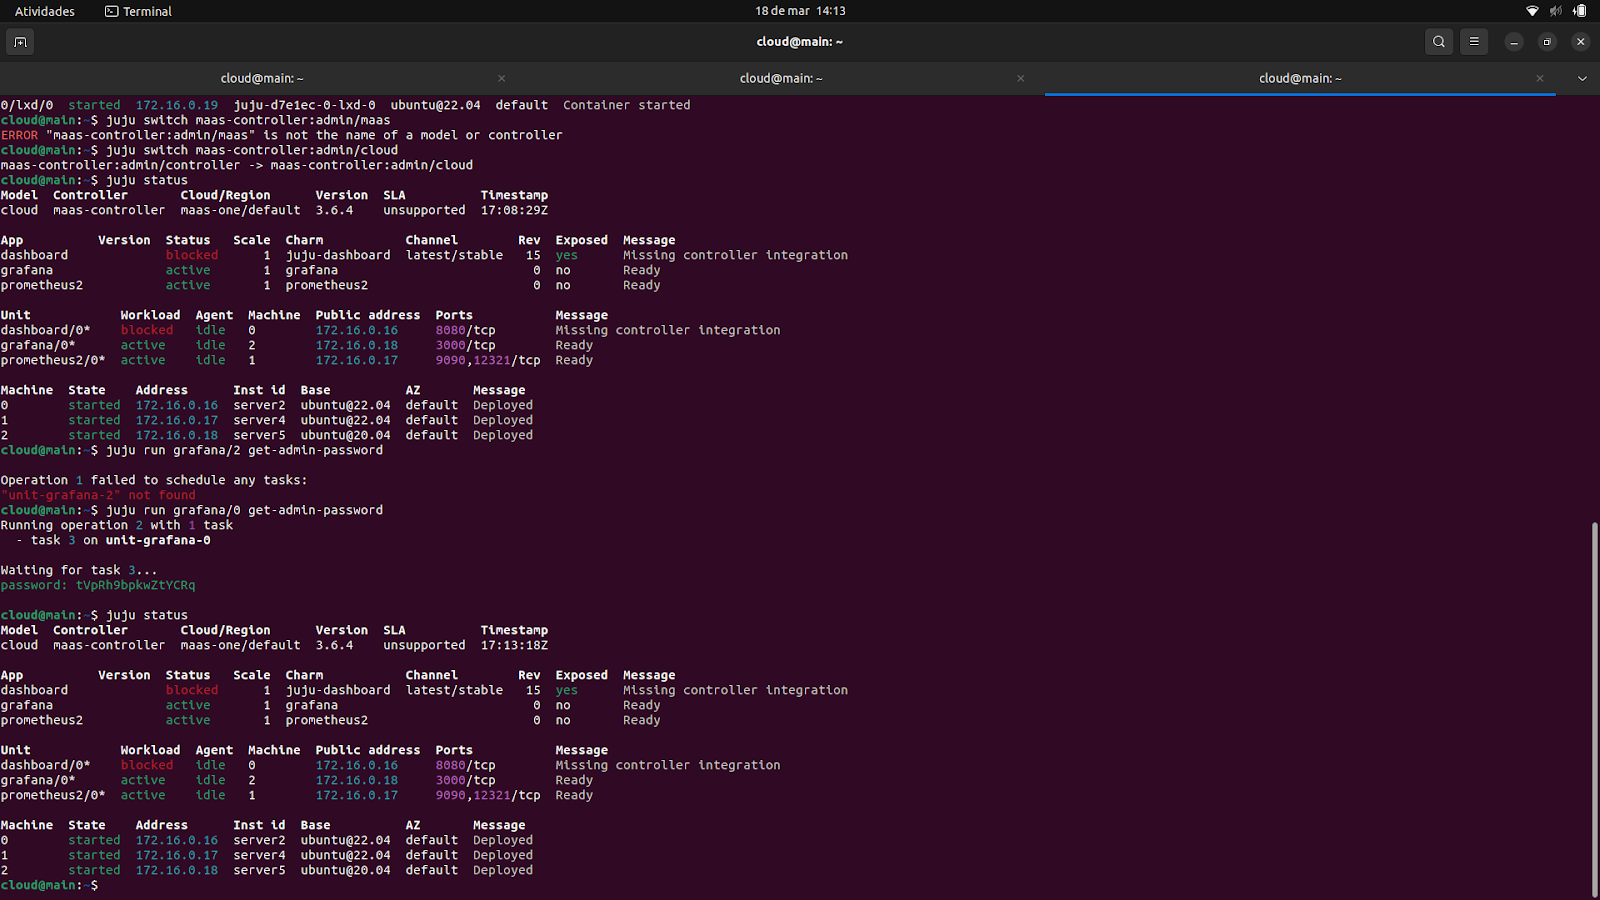 Atividades Terminal 18 de mar 14:13
cloud@main: ~
cloud@main: ~ cloud@main: ~ cloud@main: ~
0/lxd/0 started 172.16.0.19 juju-d7e1ec-0-lxd-0 ubuntu@22.04 default Container started
cloud@main:~$ juju switch maas-controller:admin/maas
ERROR "maas-controller:admin/maas" is not the name of a model or controller
cloud@main:~$ juju switch maas-controller:admin/cloud
maas-controller:admin/controller -> maas-controller:admin/cloud
cloud@main:~$ juju status
Model Controller Cloud/Region Version SLA Timestamp
cloud maas-controller maas-one/default 3.6.4 unsupported 17:08:29Z
App Version Status Scale Charm Channel Rev Exposed Message
dashboard blocked 1 juju-dashboard latest/stable 15 yes Missing controller integration
grafana active 1 grafana 0 no Ready
prometheus2 active 1 prometheus2 0 no Ready
Unit Workload Agent Machine Public address Ports Message
dashboard/0* blocked idle 0 172.16.0.16 8080/tcp Missing controller integration
grafana/0* active idle 2 172.16.0.18 3000/tcp Ready
prometheus2/0* active idle 1 172.16.0.17 9090,12321/tcp Ready
Machine State Address Inst id Base AZ Message
0 started 172.16.0.16 server2 ubuntu@22.04 default Deployed
1 started 172.16.0.17 server4 ubuntu@22.04 default Deployed
2 started 172.16.0.18 server5 ubuntu@20.04 default Deployed
cloud@main:~$ juju run grafana/2 get-admin-password
Operation 1 failed to schedule any tasks:
"unit-grafana-2" not found
cloud@main:~$ juju run grafana/0 get-admin-password
Running operation 2 with 1 task
- task 3 on unit-grafana-0
Waiting for task 3...
password: tVpRh9bpkwZtYCRq
cloud@main:~$ juju status
Model Controller Cloud/Region Version SLA Timestamp
cloud maas-controller maas-one/default 3.6.4 unsupported 17:13:18Z
App Version Status Scale Charm Channel Rev Exposed Message
dashboard blocked 1 juju-dashboard latest/stable 15 yes Missing controller integration
grafana active 1 grafana 0 no Ready
prometheus2 active 1 prometheus2 0 no Ready
Unit Workload Agent Machine Public address Ports Message
dashboard/0* blocked idle 0 172.16.0.16 8080/tcp Missing controller integration
grafana/0* active idle 2 172.16.0.18 3000/tcp Ready
prometheus2/0* active idle 1 172.16.0.17 9090,12321/tcp Ready
Machine State Address Inst id Base AZ Message
0 started 172.16.0.16 server2 ubuntu@22.04 default Deployed
1 started 172.16.0.17 server4 ubuntu@22.04 default Deployed
2 started 172.16.0.18 server5 ubuntu@20.04 default Deployed
cloud@main:~$